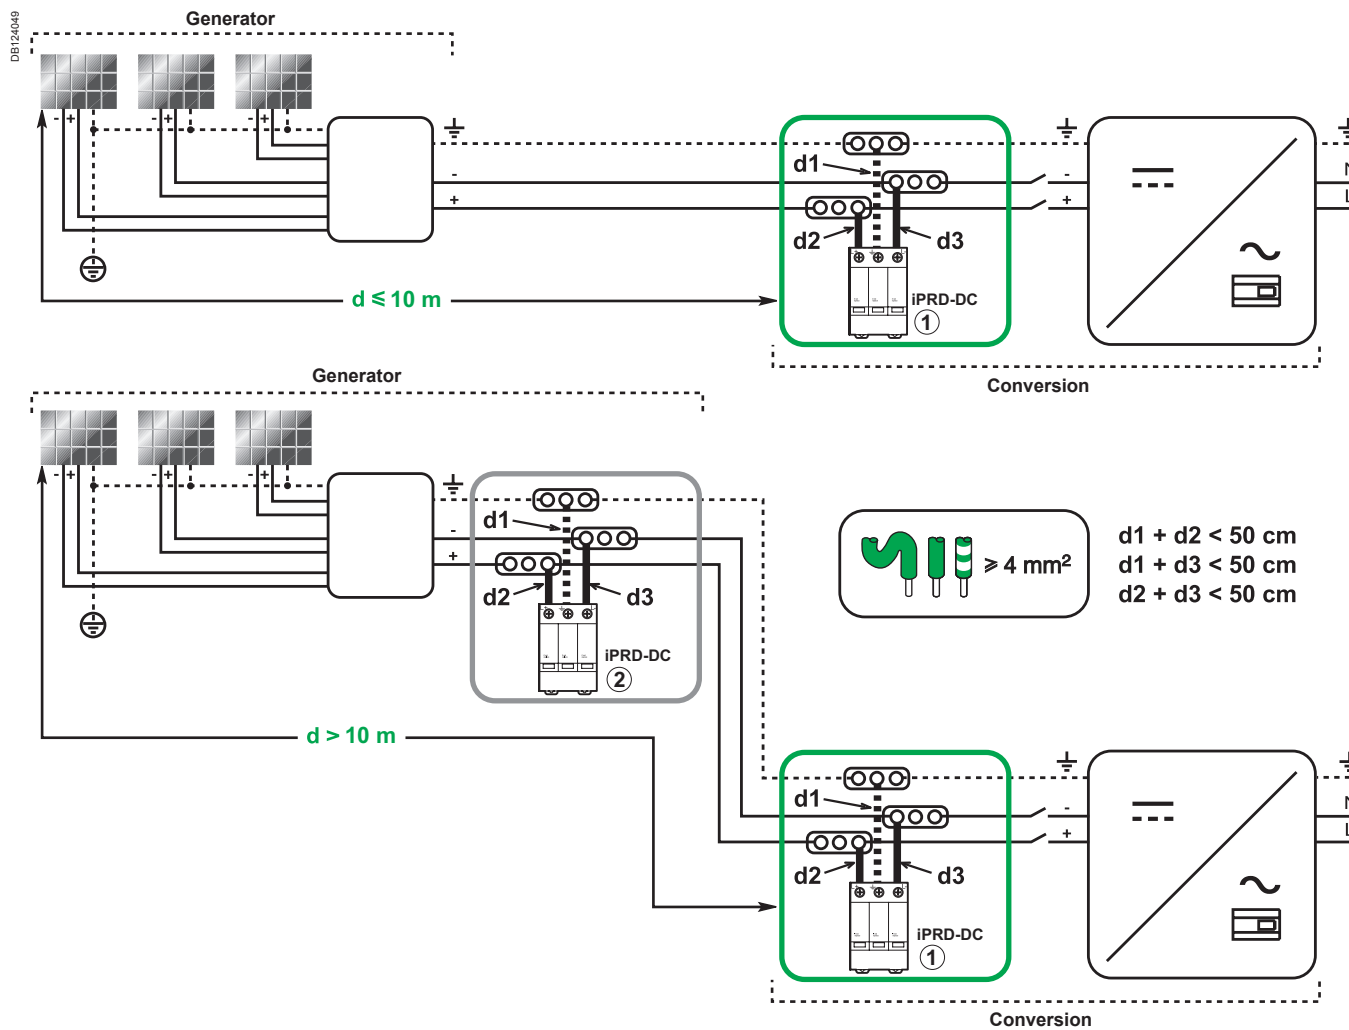 DB124049
Generator
- +
- +
- +
-
+
d1
d2
d3
-
+
N
L
iPRD-DC
1
d ⩽ 10 m
Conversion
Generator
- +
- +
- +
-
+
d1
d2
d3
iPRD-DC
2
⩾ 4 mm²
d1 + d2 < 50 cm
d1 + d3 < 50 cm
d2 + d3 < 50 cm
d > 10 m
d1
d2
d3
-
+
N
L
iPRD-DC
1
Conversion